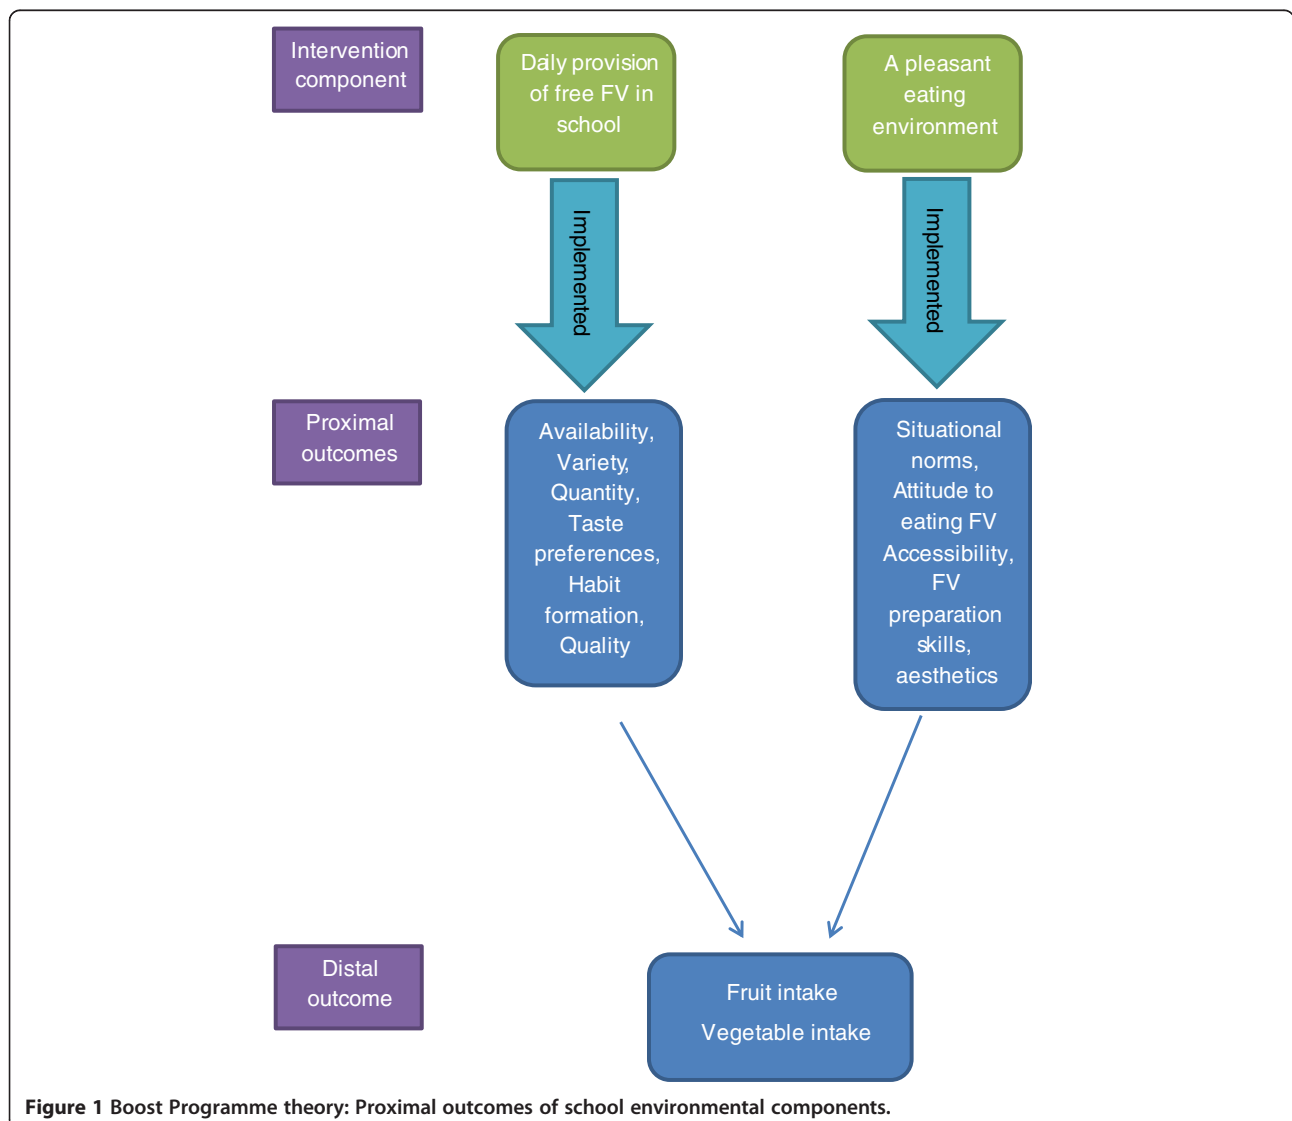 Intervention
component
Daily provision
of free FV in
school
A pleasant
eating
environment
Implemented
Implemented
Proximal
outcomes
Availability,
Variety,
Quantity,
Taste
preferences,
Habit
formation,
Quality
Situational
norms,
Attitude to
eating FV
Accessibility,
FV
preparation
skills,
aesthetics
Distal
outcome
Fruit intake
Vegetable intake
Figure 1 Boost Programme theory: Proximal outcomes of school environmental components.